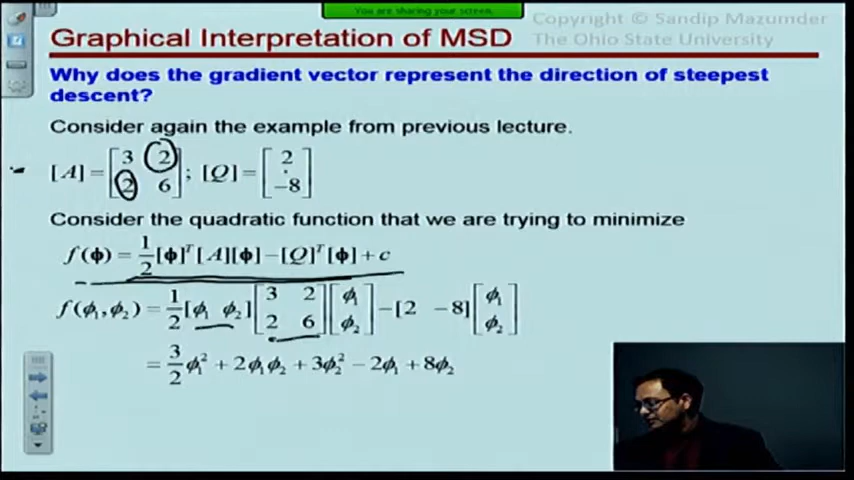 You are sharing your screen.
Copyright © Sandip Mazumder
Graphical Interpretation of MSD
The Ohio State University
Why does the gradient vector represent the direction of steepest
descent?
Consider again the example from previous lecture.
[A] = [3 2; 2 6]; [Q] = [2; −8]
Consider the quadratic function that we are trying to minimize
f(ϕ) = 1/2 [ϕ]ᵀ[A][ϕ] − [Q]ᵀ[ϕ] + c
f(ϕ₁, ϕ₂) = 1/2 [ϕ₁ ϕ₂] [3 2; 2 6] [ϕ₁; ϕ₂] − [2 −8] [ϕ₁; ϕ₂]
= 3/2 ϕ₁² + 2ϕ₁ϕ₂ + 3ϕ₂² − 2ϕ₁ + 8ϕ₂